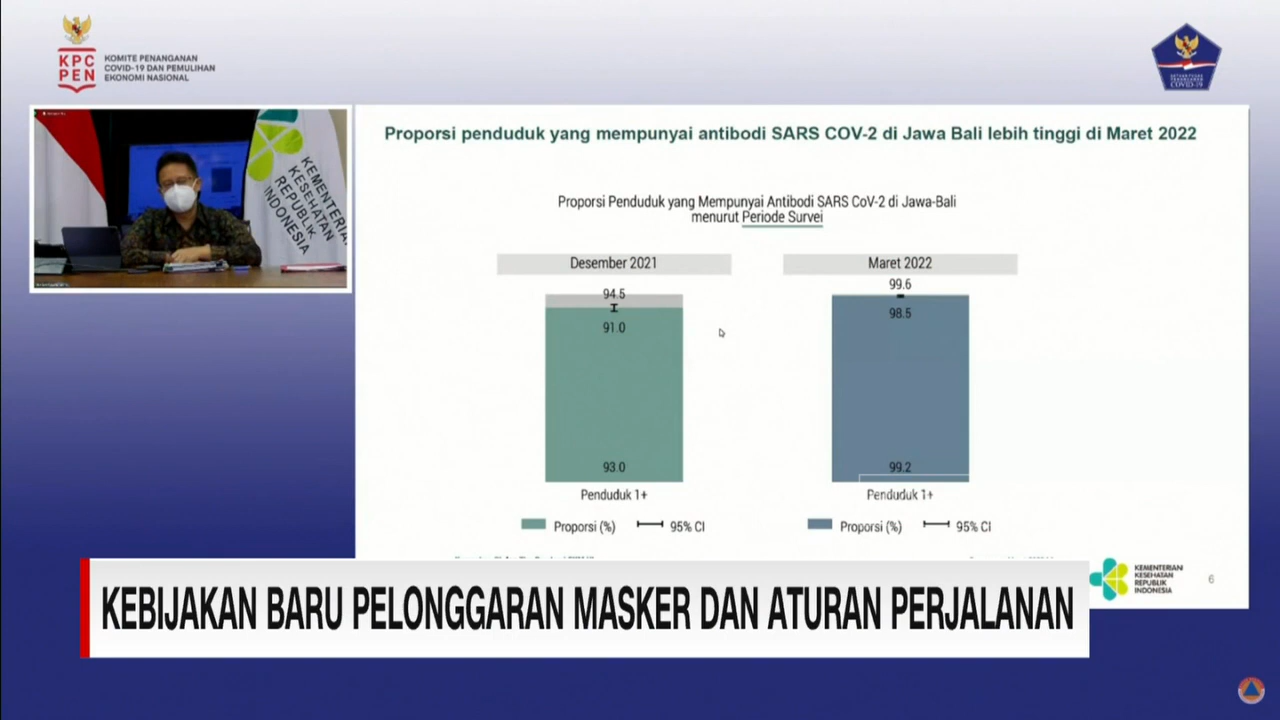 KPC
PEN
KOMITE PENANGANAN
COVID-19 DAN PEMULIHAN
EKONOMI NASIONAL
COVID-19
KEMENTERIAN
KESEHATAN
REPUBLIK
INDONESIA
Proporsi penduduk yang mempunyai antibodi SARS COV-2 di Jawa Bali lebih tinggi di Maret 2022
Proporsi Penduduk yang Mempunyai Antibodi SARS CoV-2 di Jawa-Bali
menurut Periode Survei
Desember 2021
94.5
91.0
93.0
Penduduk 1+
Proporsi (%)
95% CI
Maret 2022
99.6
98.5
99.2
Penduduk 1+
Proporsi (%)
95% CI
KEMENTERIAN
KESEHATAN
REPUBLIK
INDONESIA
6
KEBIJAKAN BARU PELONGGARAN MASKER DAN ATURAN PERJALANAN